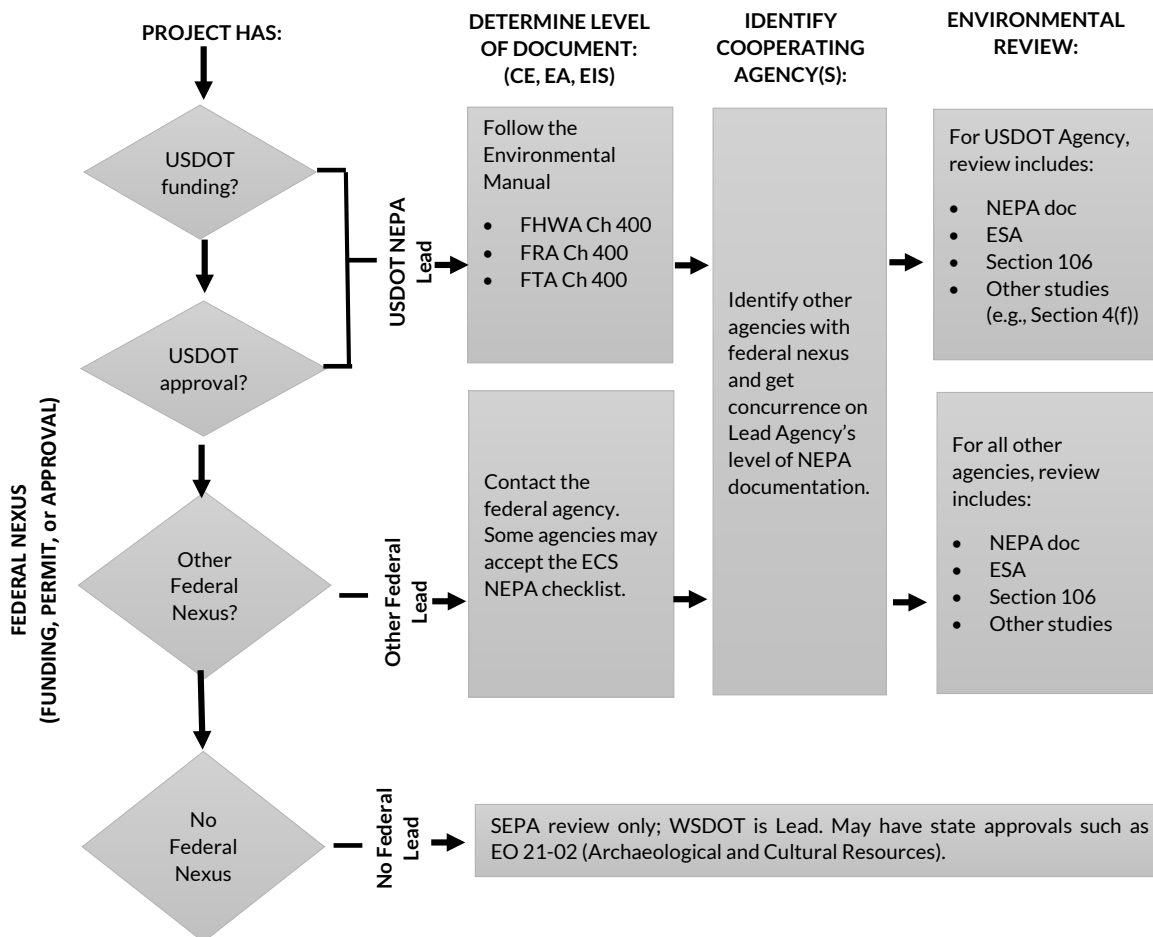 PROJECT HAS:
DETERMINE LEVEL
OF DOCUMENT:
(CE, EA, EIS)
IDENTIFY
COOPERATING
AGENCY(S):
ENVIRONMENTAL
REVIEW:
USDOT
funding?
USDOT
approval?
Other
Federal
Nexus?
No
Federal
Nexus
FEDERAL NEXUS
(FUNDING, PERMIT, or APPROVAL)
USDOT NEPA
Lead
Follow the
Environmental
Manual
• FHWA Ch 400
• FRA Ch 400
• FTA Ch 400
Other Federal
Lead
Contact the
federal agency.
Some agencies may
accept the ECS
NEPA checklist.
Identify other
agencies with
federal nexus
and get
concurrence on
Lead Agency’s
level of NEPA
documentation.
For USDOT Agency,
review includes:
• NEPA doc
• ESA
• Section 106
• Other studies
(e.g., Section 4(f))
For all other
agencies, review
includes:
• NEPA doc
• ESA
• Section 106
• Other studies
No Federal
Lead
SEPA review only; WSDOT is Lead. May have state approvals such as
EO 21-02 (Archaeological and Cultural Resources).